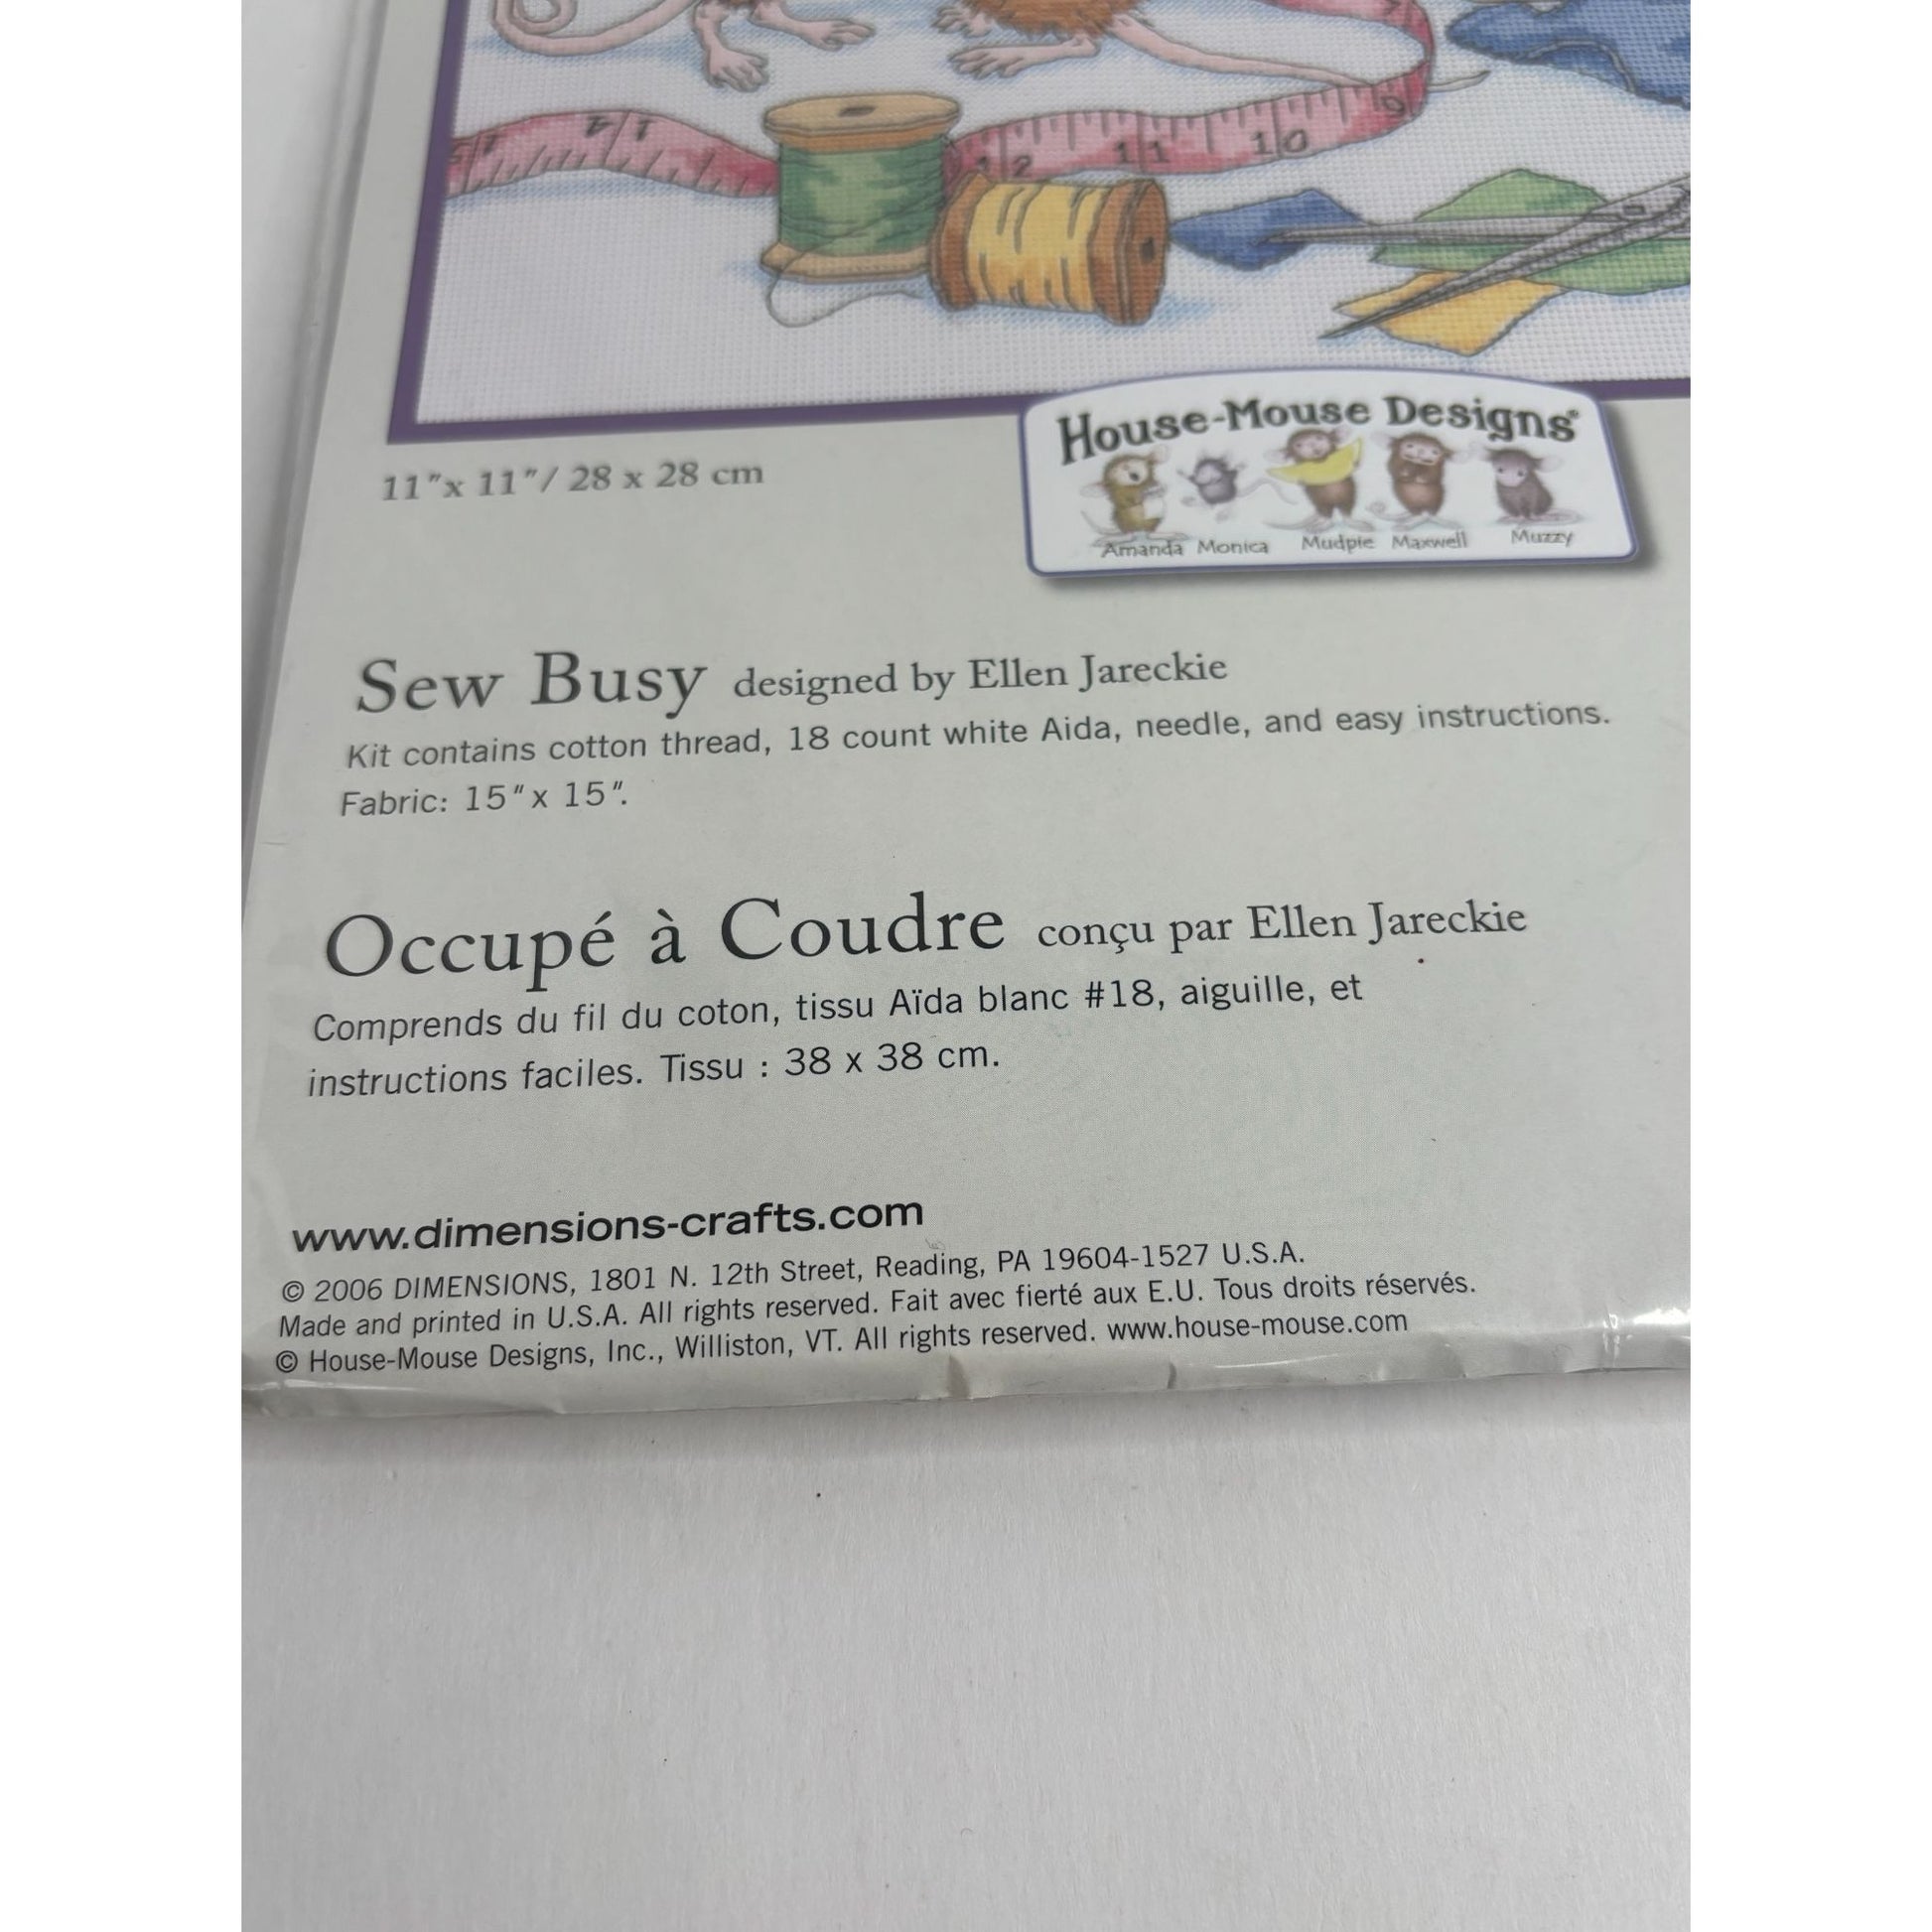 12 11 10 9
11"x 11"/ 28 x 28 cm
House-Mouse Designs®
Amanda Monica Mudpie Maxwell Muzzy
Sew Busy designed by Ellen Jareckie
Kit contains cotton thread, 18 count white Aida, needle, and easy instructions.
Fabric: 15"x 15".
Occupé à Coudre conçu par Ellen Jareckie
Comprends du fil du coton, tissu Aïda blanc #18, aiguille, et
instructions faciles. Tissu : 38 x 38 cm.
www.dimensions-crafts.com
© 2006 DIMENSIONS, 1801 N. 12th Street, Reading, PA 19604-1527 U.S.A.
Made and printed in U.S.A. All rights reserved. Fait avec fierté aux E.U. Tous droits réservés.
© House-Mouse Designs, Inc., Williston, VT. All rights reserved. www.house-mouse.com